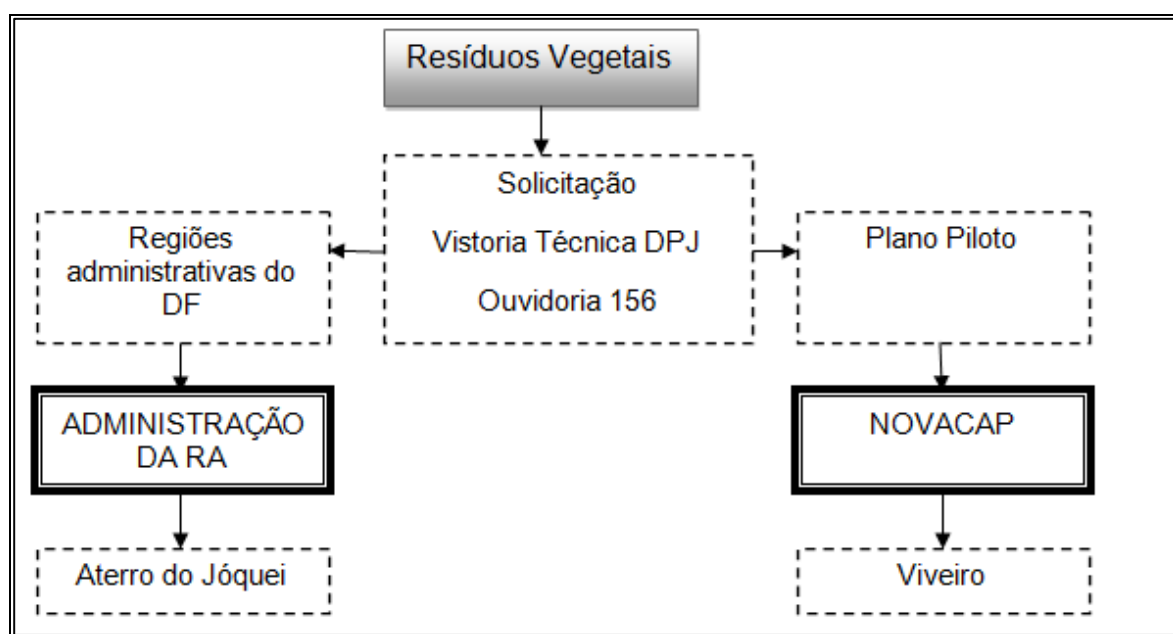 Resíduos Vegetais
Solicitação
Vistoria Técnica DPJ
Ouvidoria 156
Regiões
administrativas do
DF
Plano Piloto
ADMINISTRAÇÃO
DA RA
NOVACAP
Aterro do Jóquei
Viveiro